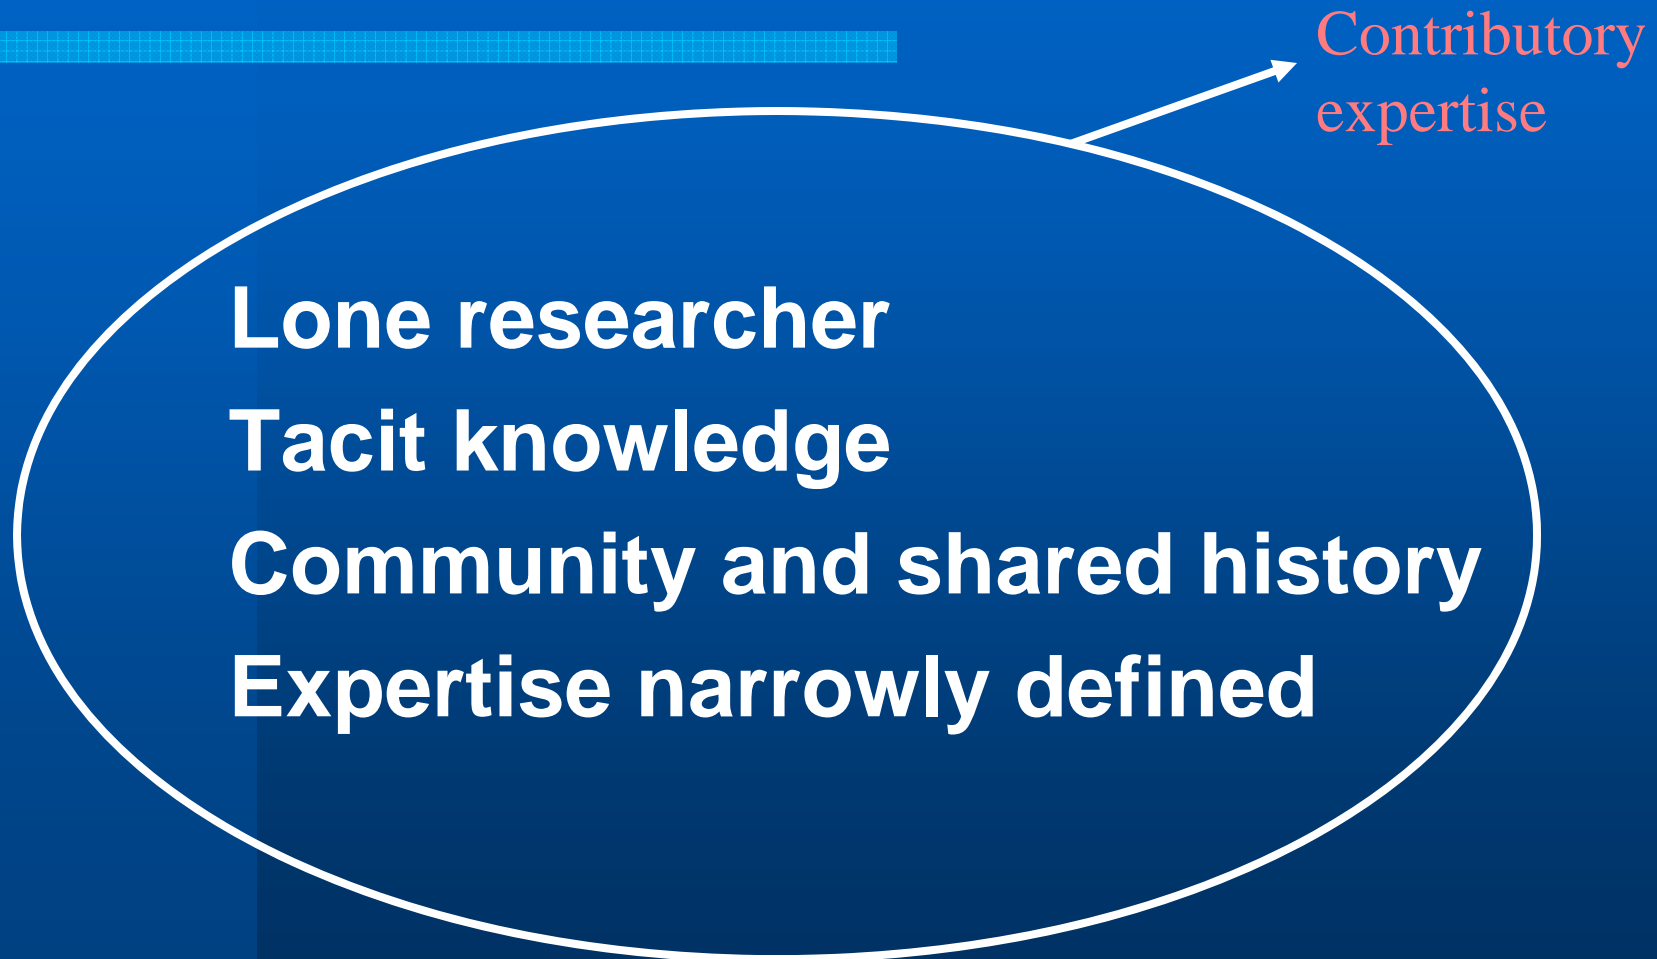 Contributory
expertise
Lone researcher
Tacit knowledge
Community and shared history
Expertise narrowly defined